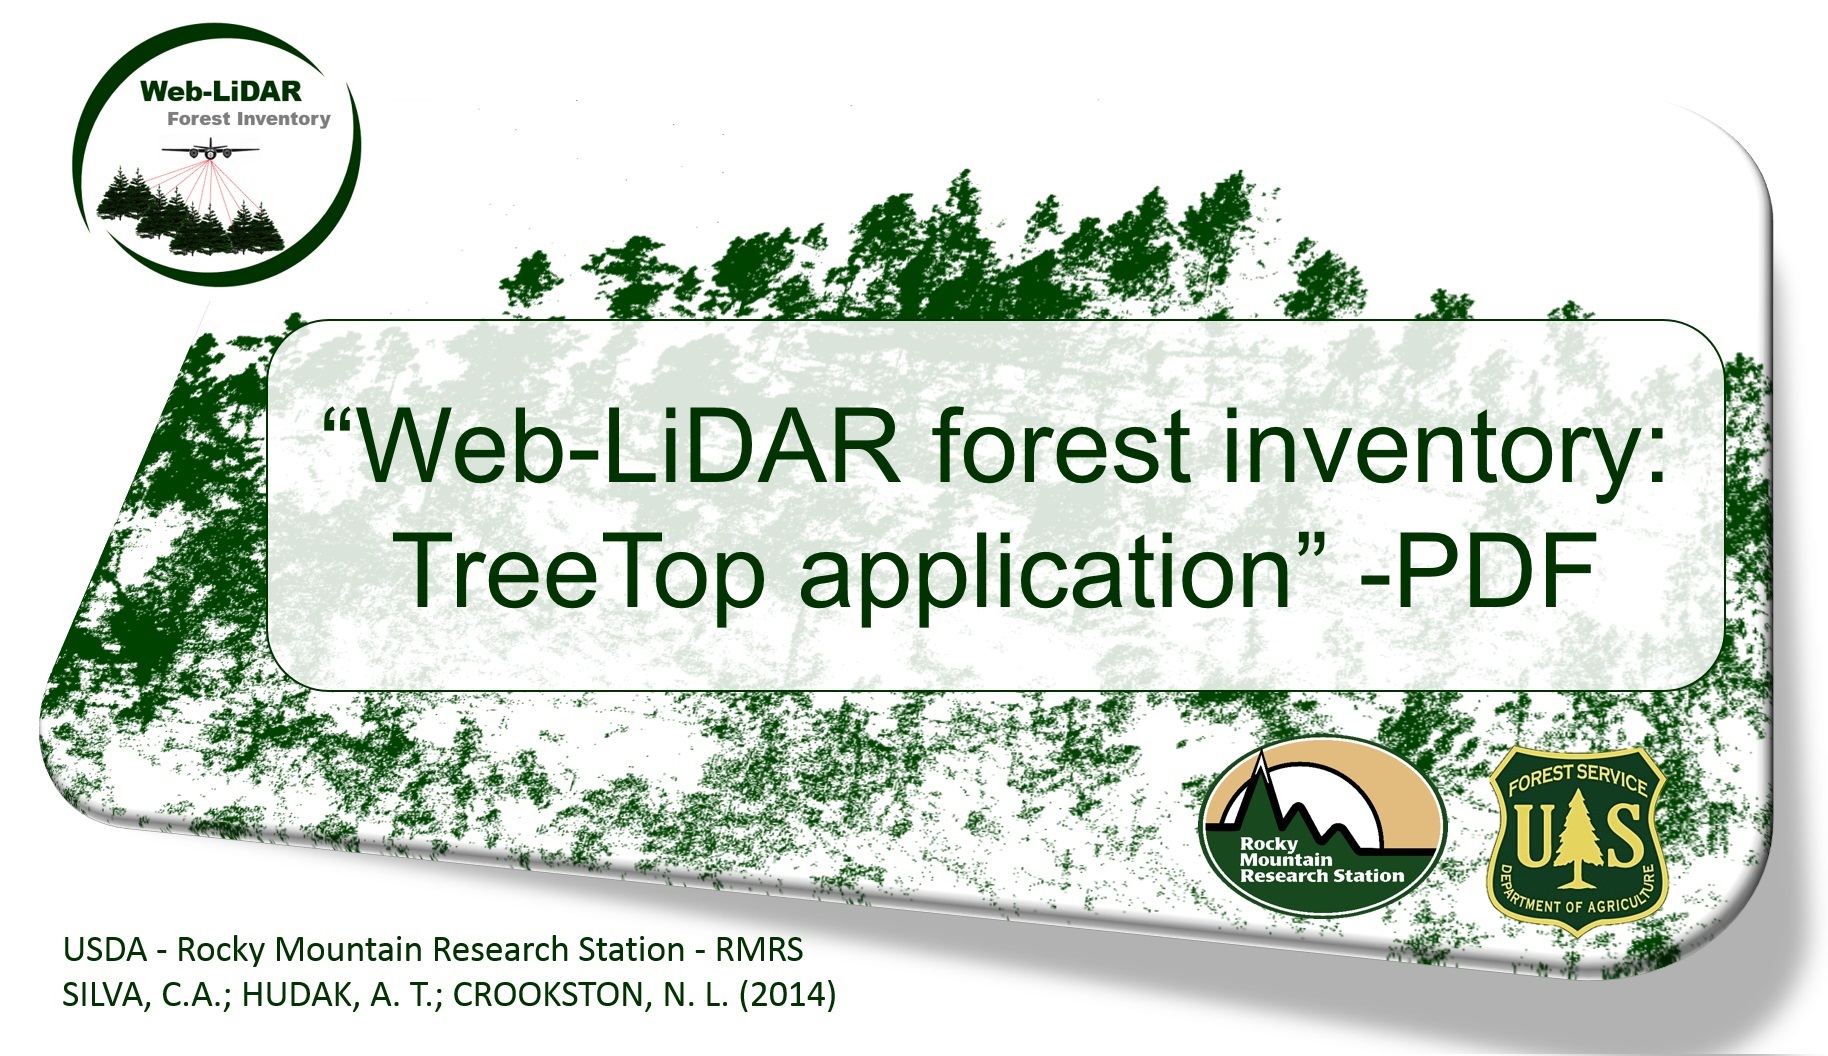 Web-LiDAR
Forest Inventory
“Web-LiDAR forest inventory:
TreeTop application” -PDF
Rocky
Mountain
Research Station
FOREST SERVICE
U S
DEPARTMENT OF AGRICULTURE
USDA - Rocky Mountain Research Station - RMRS
SILVA, C.A.; HUDAK, A. T.; CROOKSTON, N. L. (2014)